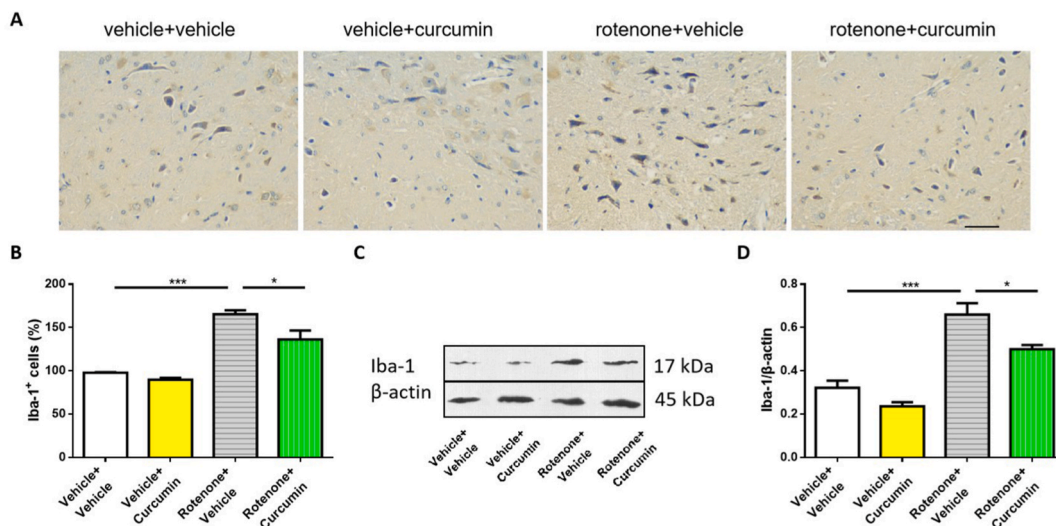 A
vehicle+vehicle
vehicle+curcumin
rotenone+vehicle
rotenone+curcumin
B
Iba-1⁺ cells (%)
200
150
100
50
0
***
*
Vehicle+
Vehicle
Vehicle+
Curcumin
Rotenone+
Vehicle
Rotenone+
Curcumin
C
Iba-1
17 kDa
β-actin
45 kDa
Vehicle+
Vehicle
Vehicle+
Curcumin
Rotenone+
Vehicle
Rotenone+
Curcumin
D
Iba-1/β-actin
0.8
0.6
0.4
0.2
0.0
***
*
Vehicle+
Vehicle
Vehicle+
Curcumin
Rotenone+
Vehicle
Rotenone+
Curcumin